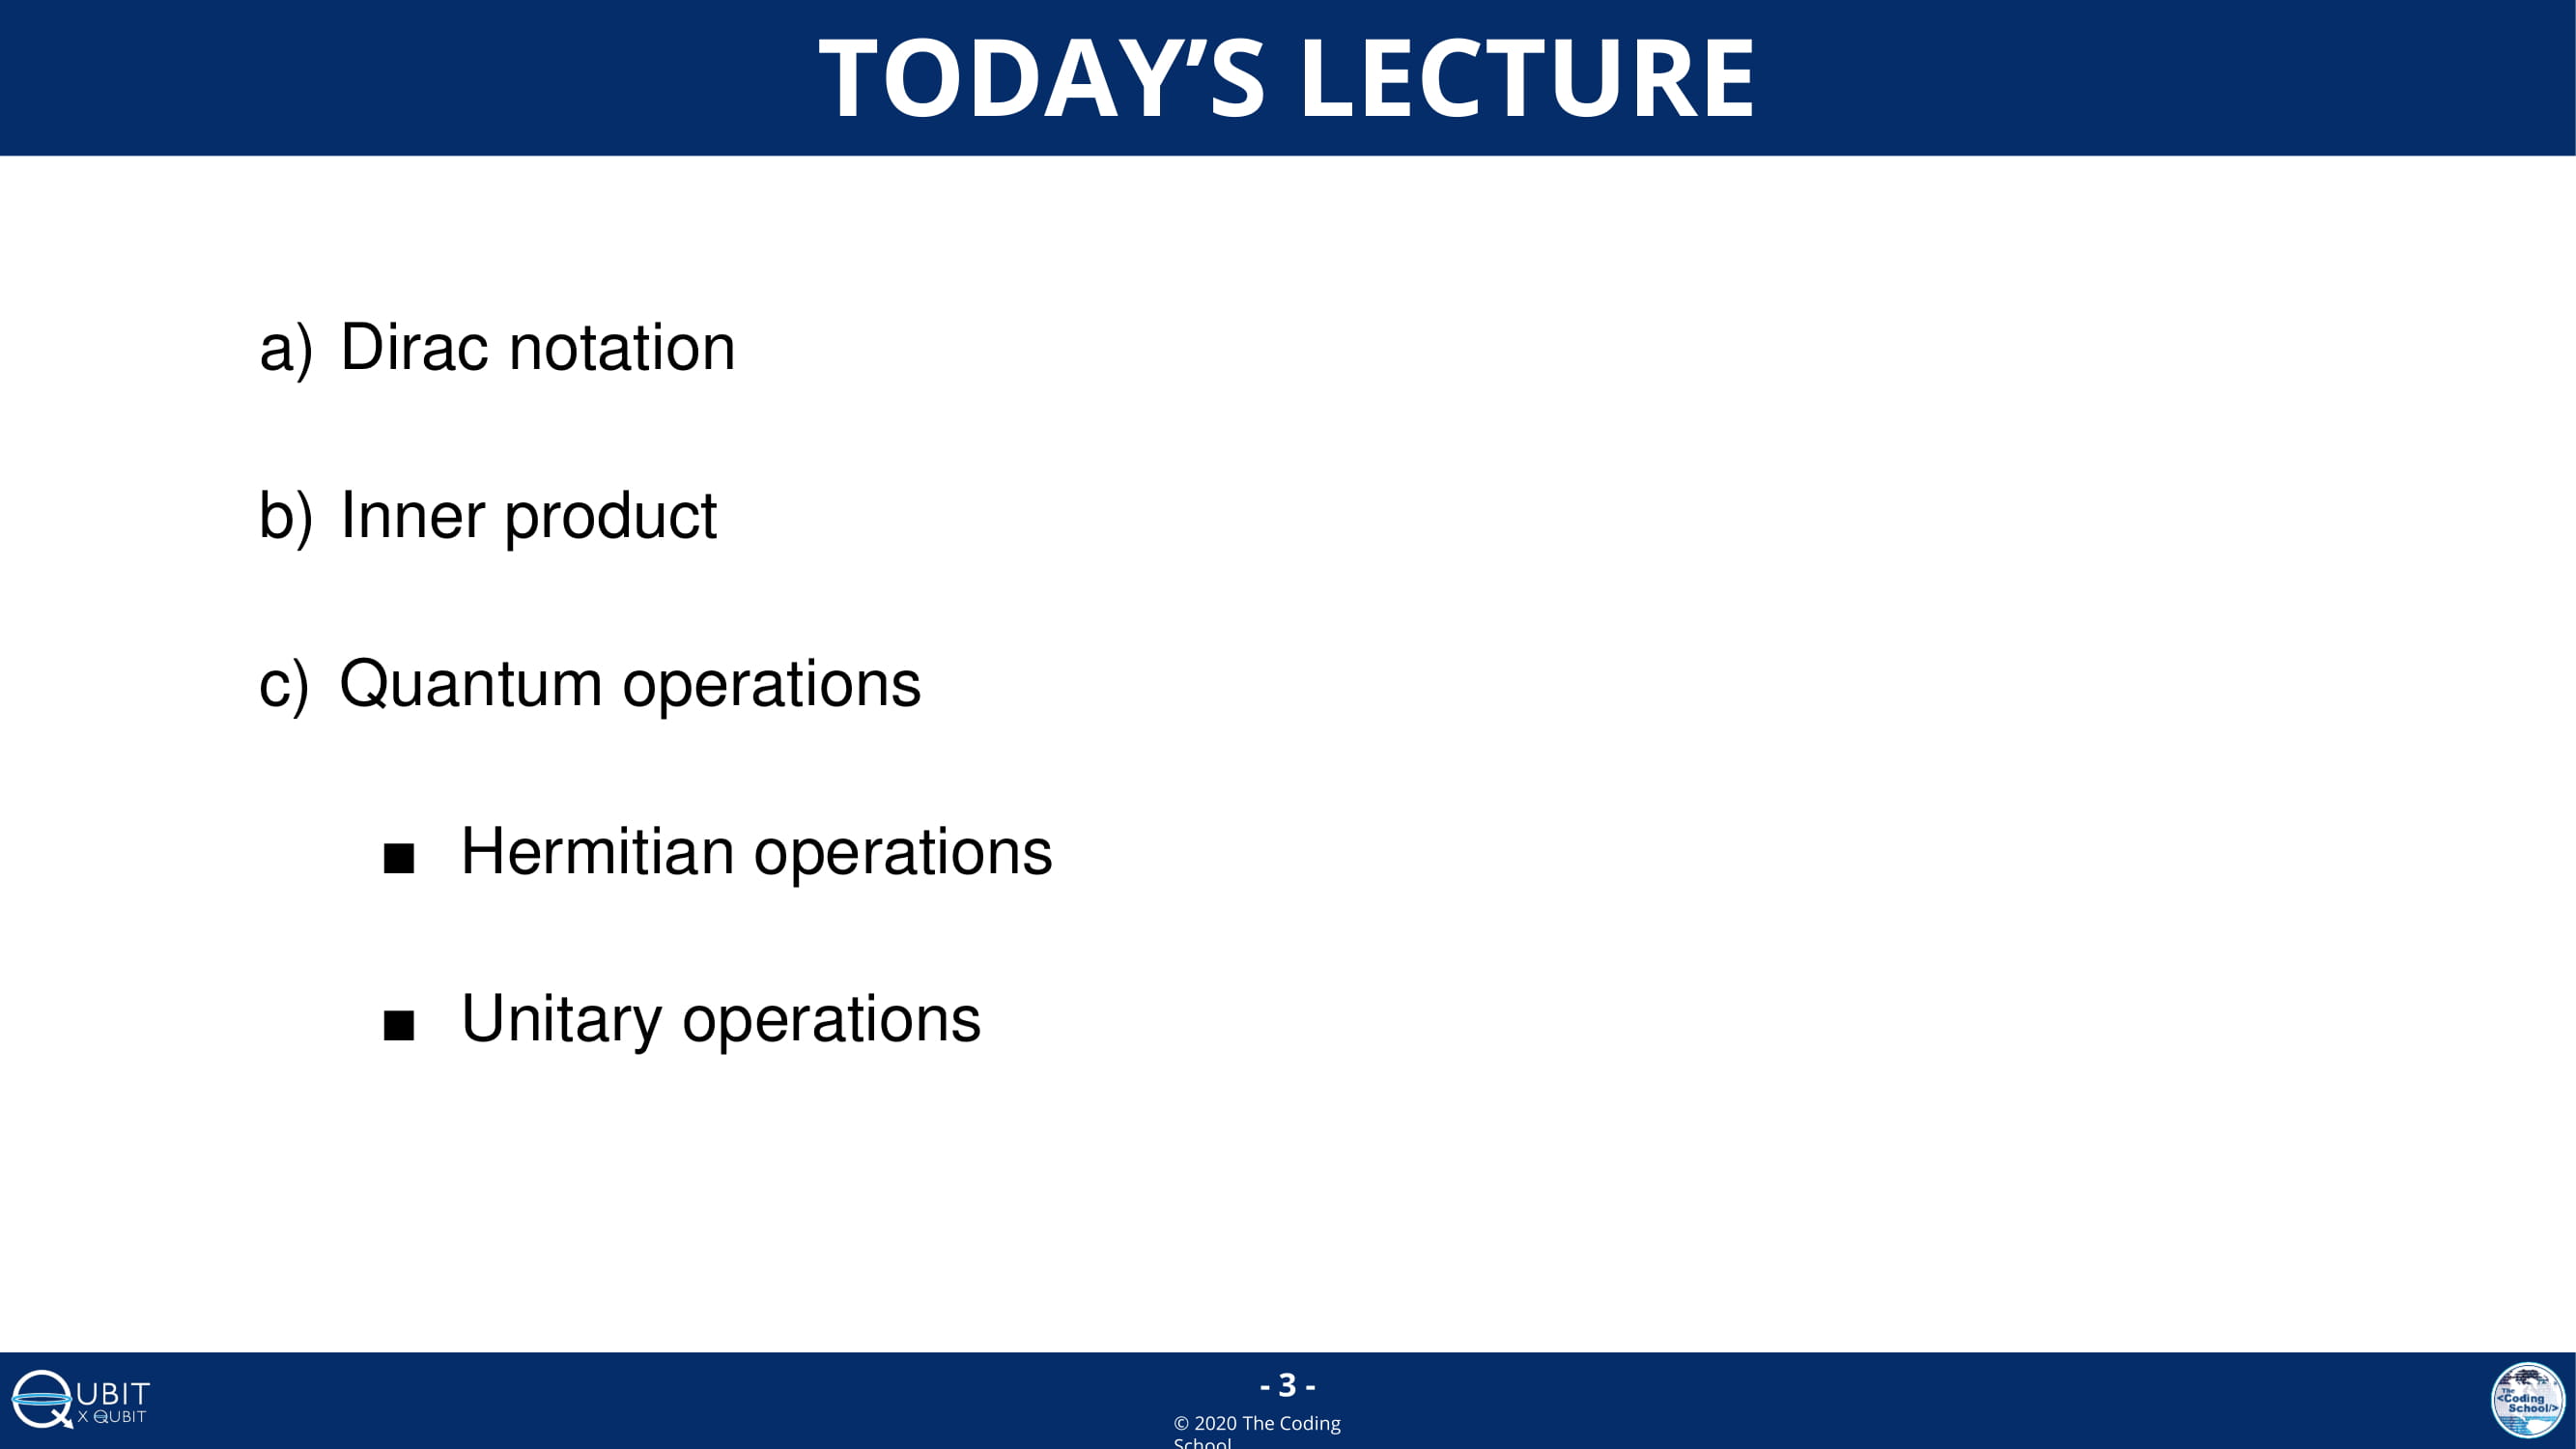 TODAY’S LECTURE
a) Dirac notation
b) Inner product
c) Quantum operations
■ Hermitian operations
■ Unitary operations
QUBIT
X QUBIT
- 3 -
© 2020 The Coding
School
The
<Coding
School/>